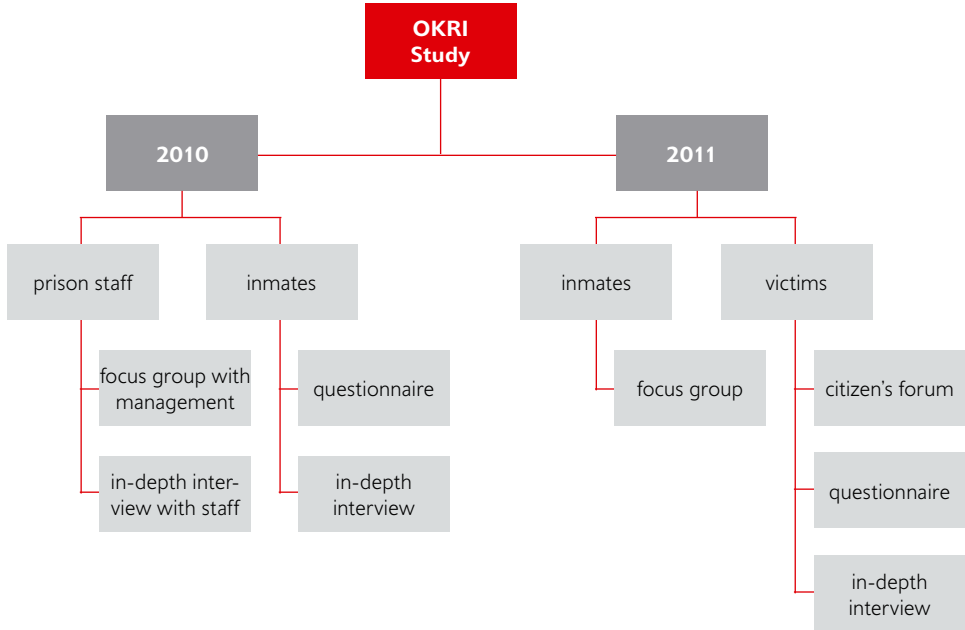 OKRI
Study
2010
2011
prison staff
inmates
inmates
victims
focus group with
management
questionnaire
focus group
citizen's forum
in-depth inter-
view with staff
in-depth
interview
questionnaire
in-depth
interview